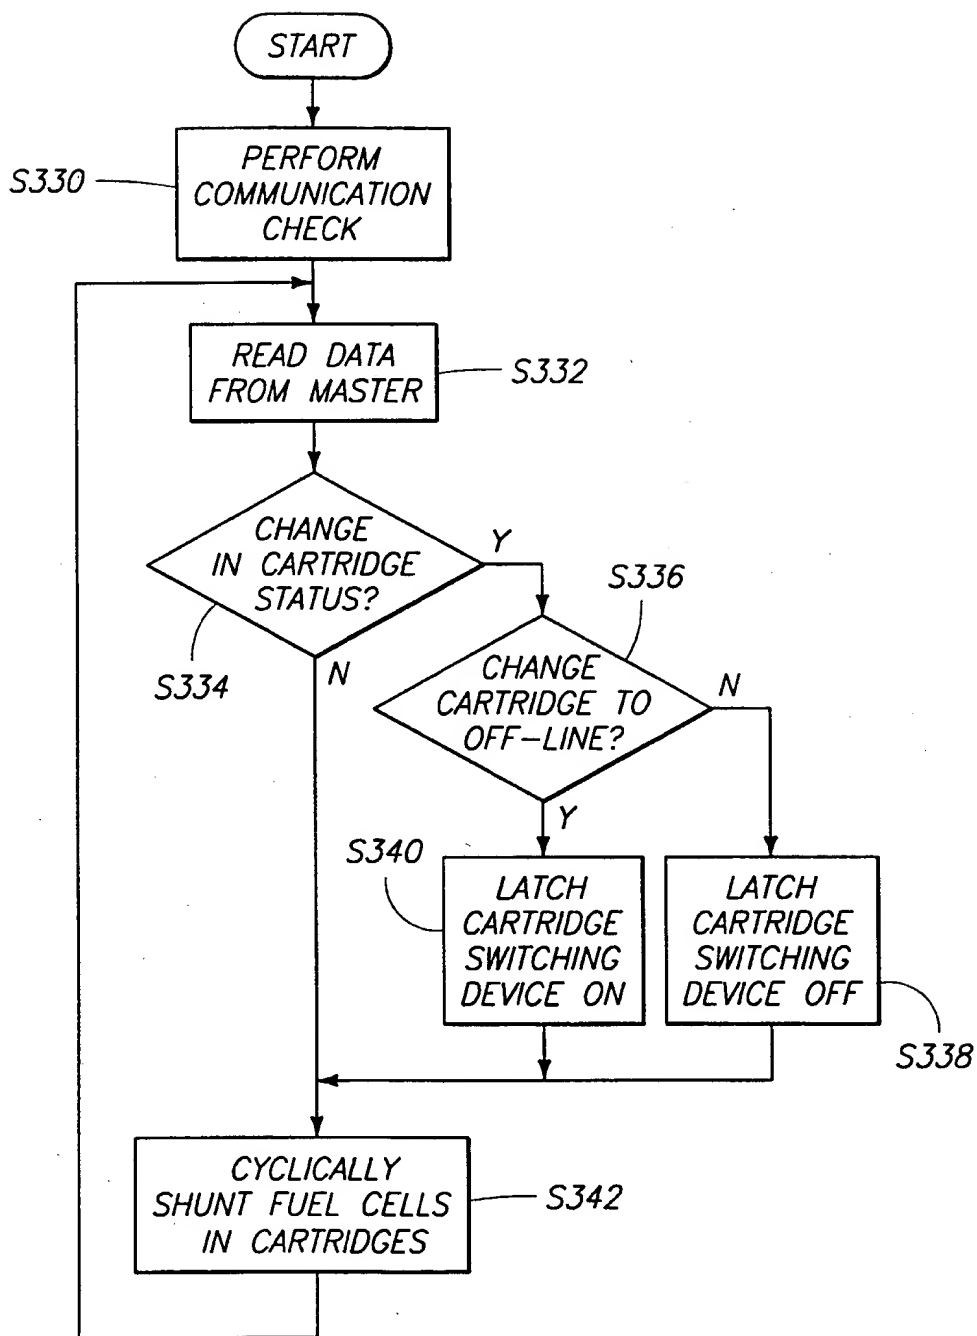 START
S330
PERFORM
COMMUNICATION
CHECK
READ DATA
FROM MASTER
S332
CHANGE
IN CARTRIDGE
STATUS?
Y
S334
N
S336
CHANGE
CARTRIDGE TO
OFF-LINE?
N
Y
S340
LATCH
CARTRIDGE
SWITCHING
DEVICE ON
LATCH
CARTRIDGE
SWITCHING
DEVICE OFF
S338
CYCLICALLY
SHUNT FUEL CELLS
IN CARTRIDGES
S342